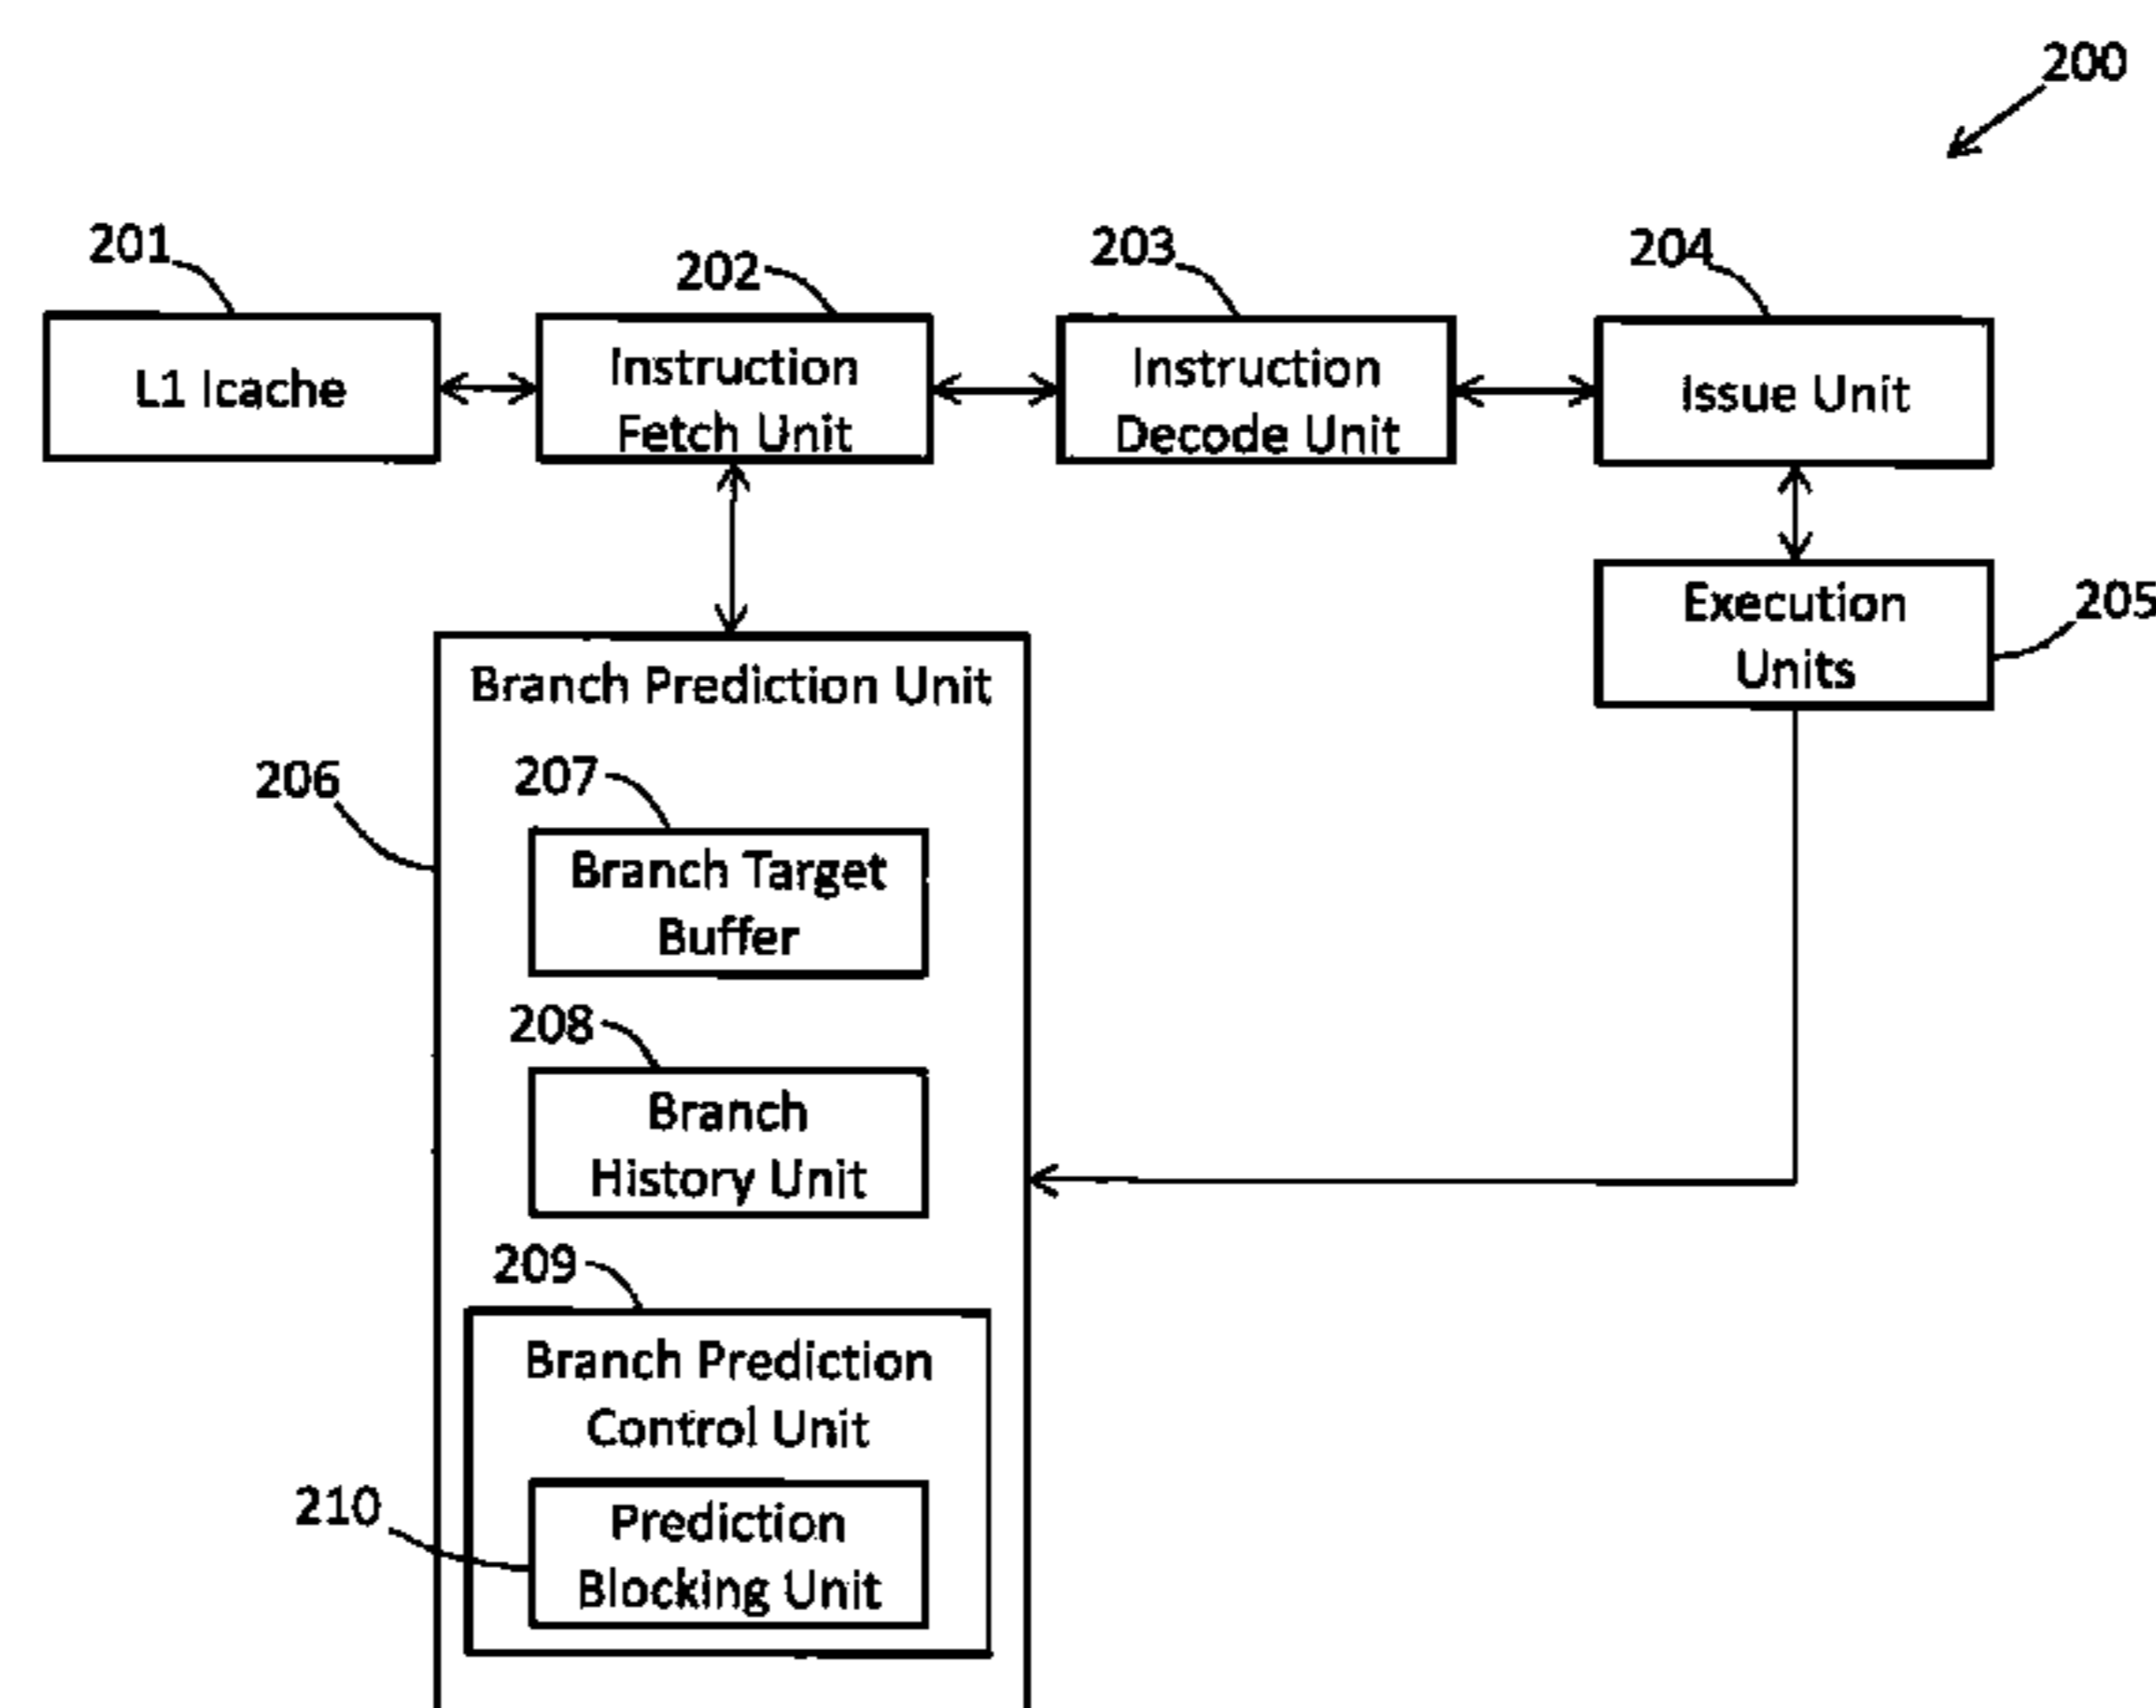 200
201
202
203
204
L1 Icache
Instruction
Fetch Unit
Instruction
Decode Unit
Issue Unit
Execution
Units
205
Branch Prediction Unit
206
207
Branch Target
Buffer
208
Branch
History Unit
209
Branch Prediction
Control Unit
210
Prediction
Blocking Unit